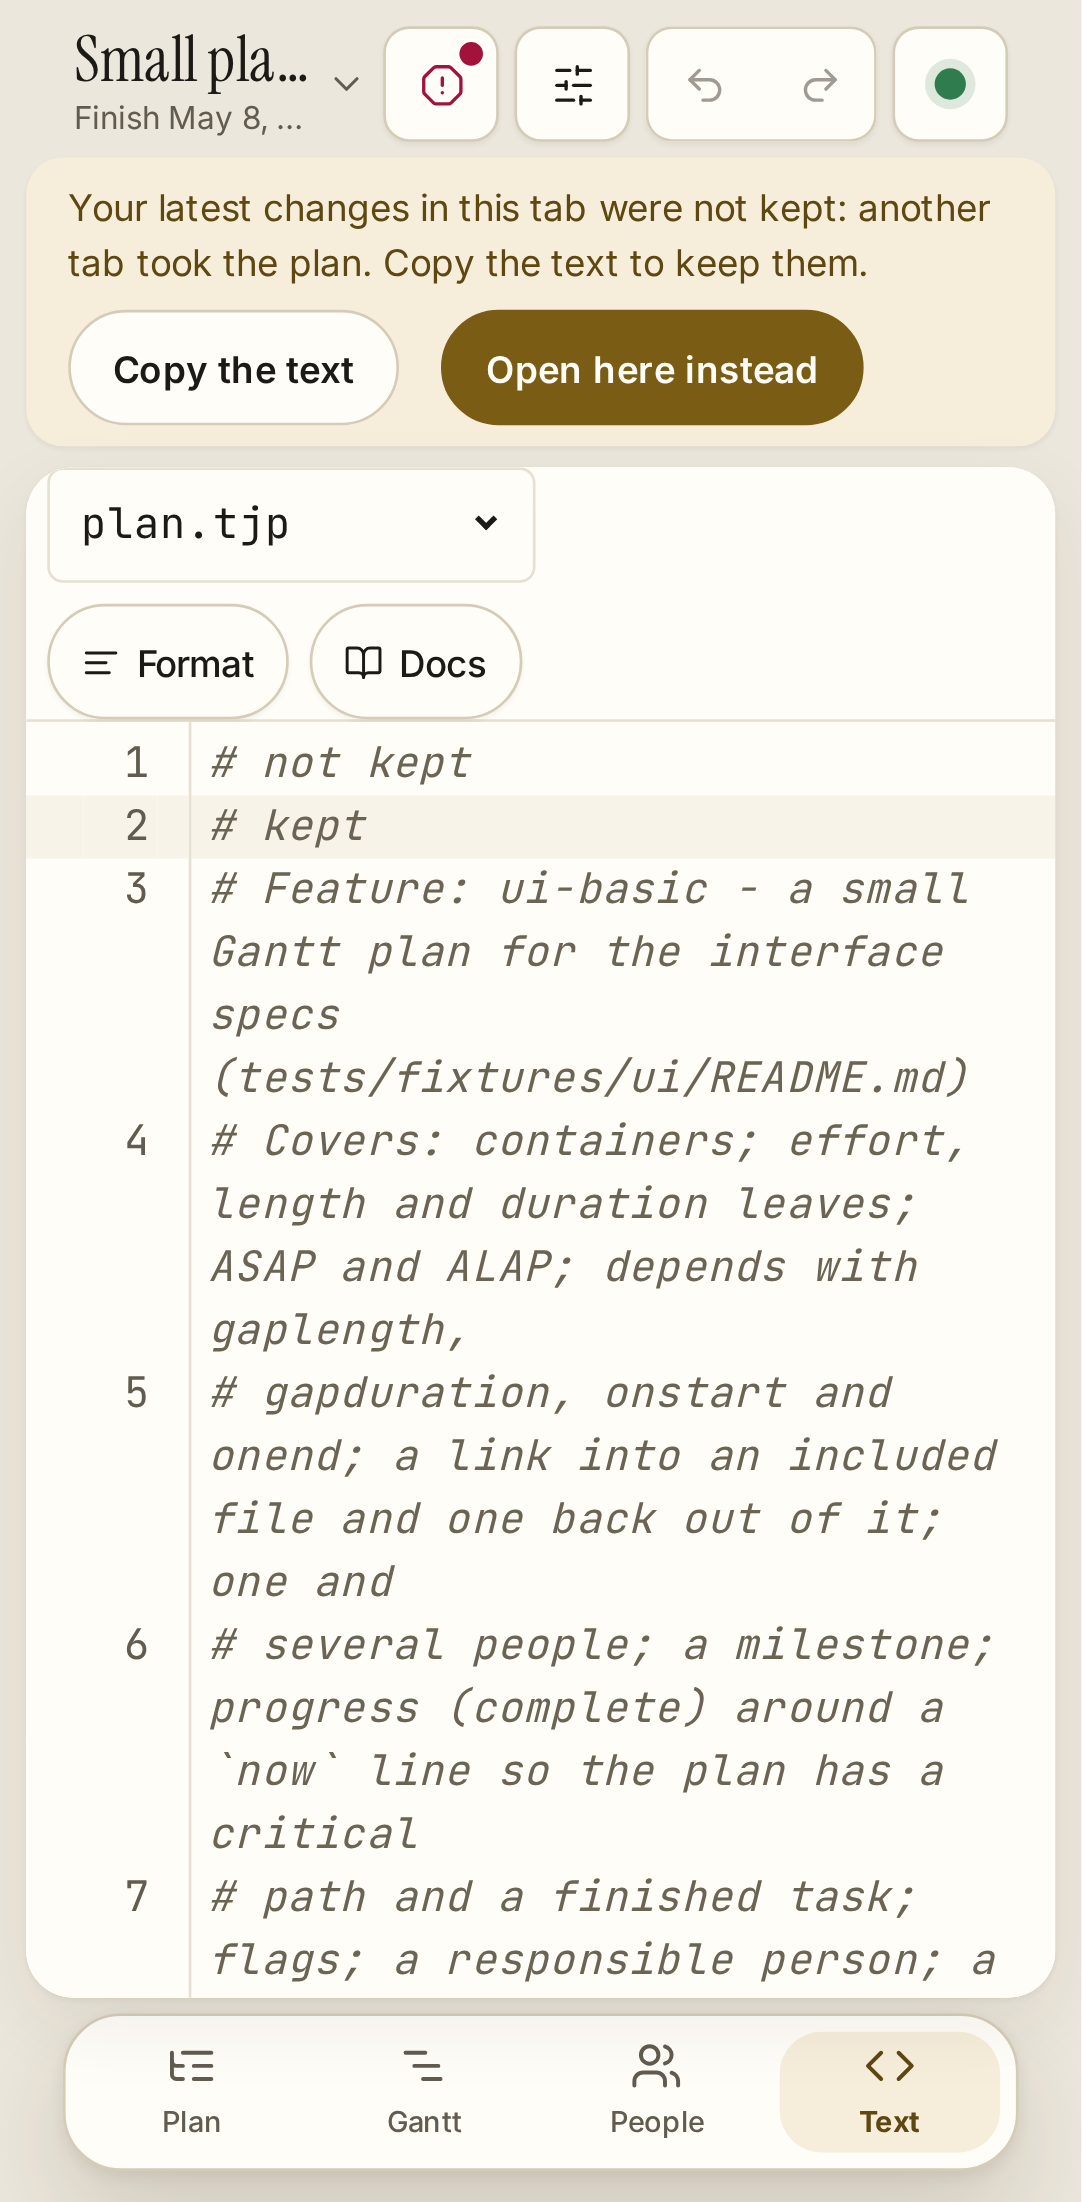 Small pla...
Finish May 8, ...
Your latest changes in this tab were not kept: another
tab took the plan. Copy the text to keep them.
Copy the text
Open here instead
plan.tjp
Format
Docs
1 # not kept
2 # kept
3 # Feature: ui-basic - a small
Gantt plan for the interface
specs
(tests/fixtures/ui/README.md)
4 # Covers: containers; effort,
length and duration leaves;
ASAP and ALAP; depends with
gaplength,
5 # gapduration, onstart and
onend; a link into an included
file and one back out of it;
one and
6 # several people; a milestone;
progress (complete) around a
`now` line so the plan has a
critical
7 # path and a finished task;
flags; a responsible person; a
Plan
Gantt
People
Text